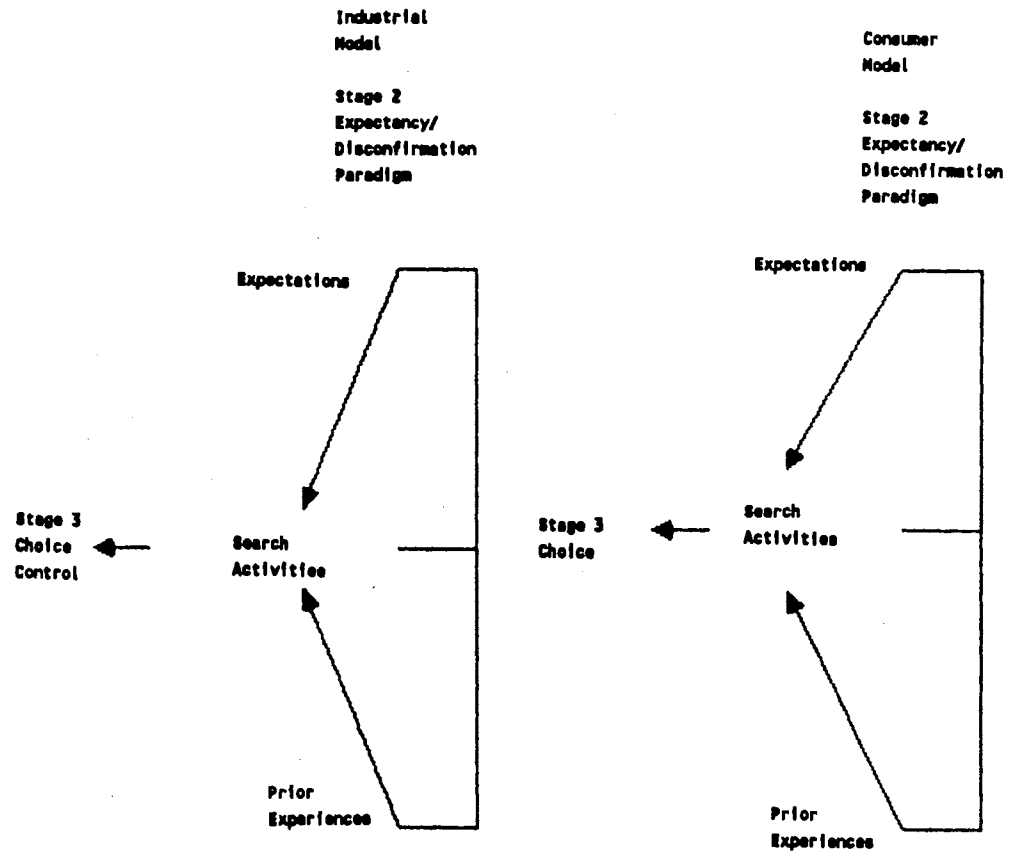 Industrial
Model
Stage 2
Expectancy/
Disconfirmation
Paradigm
Expectations
Stage 3
Choice
Control
Search
Activities
Prior
Experiences
Consumer
Model
Stage 2
Expectancy/
Disconfirmation
Paradigm
Expectations
Stage 3
Choice
Search
Activities
Prior
Experiences